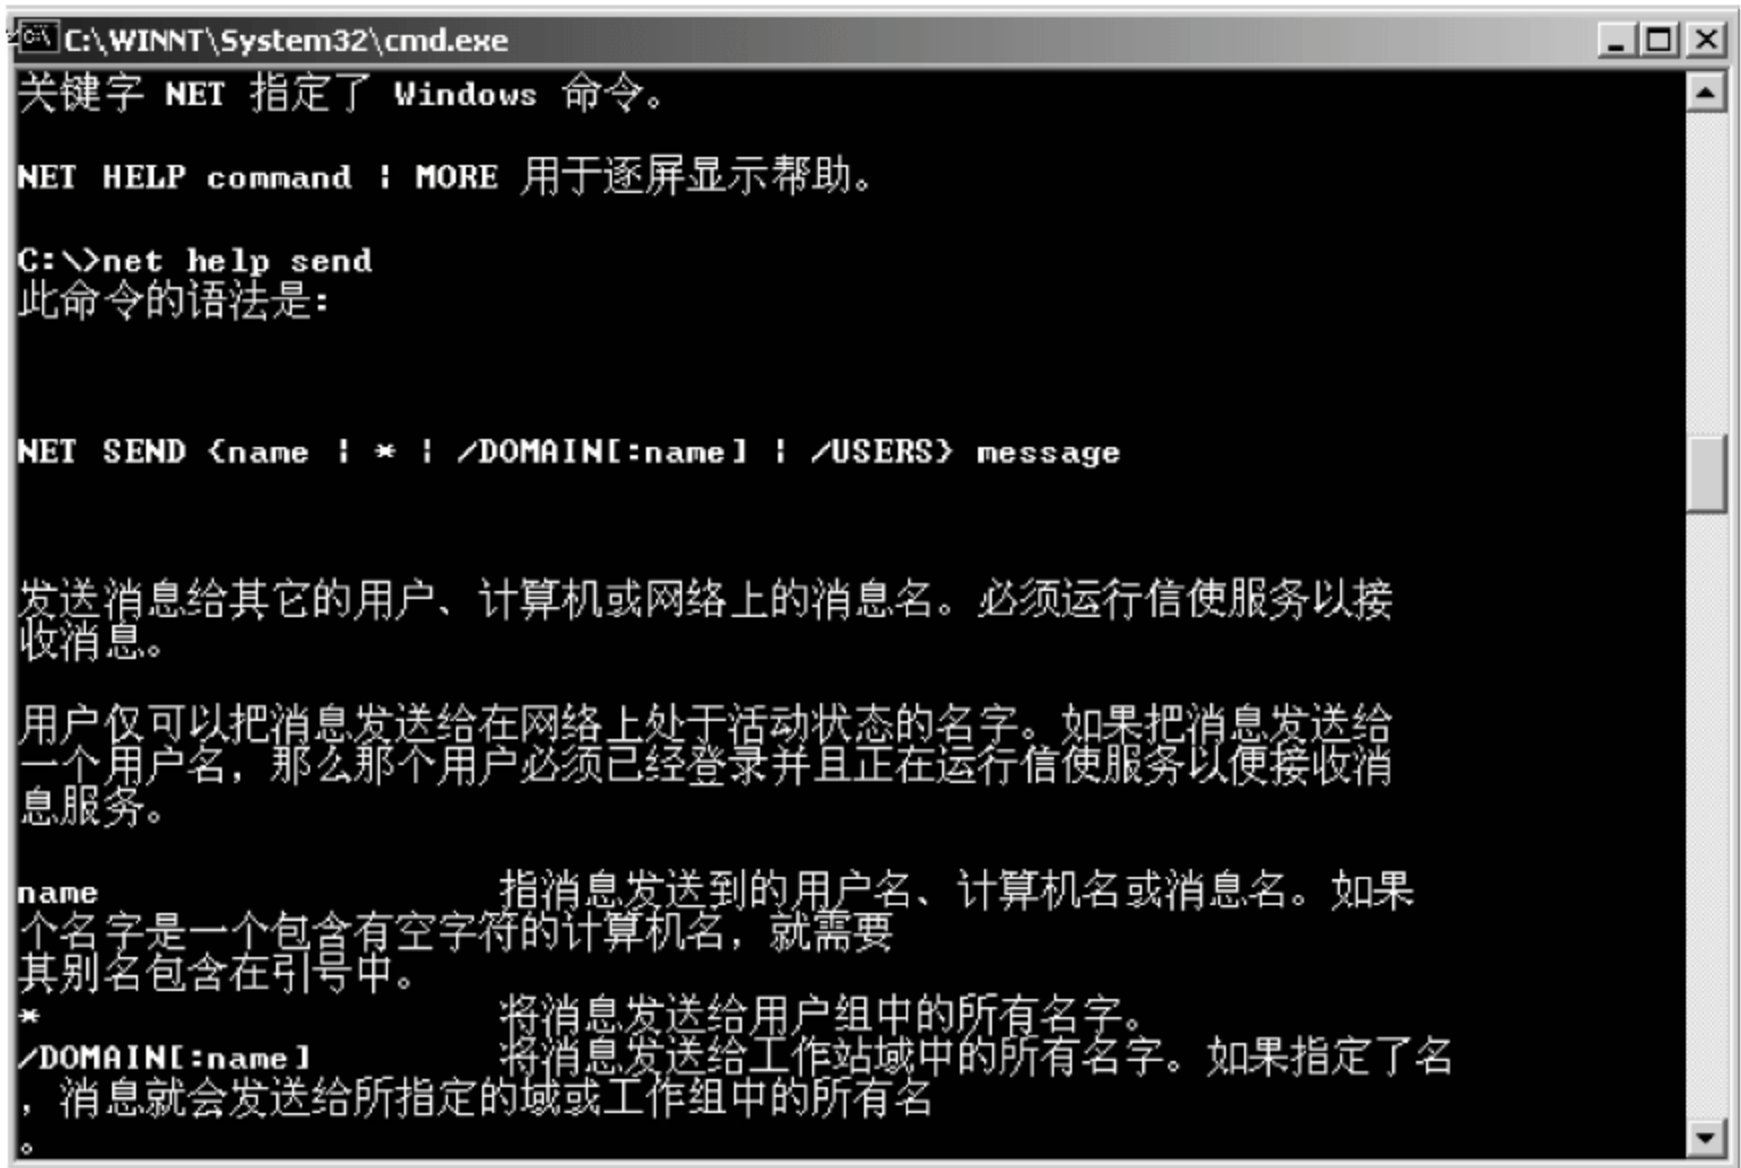 C:\WINNT\System32\cmd.exe
关键字 NET 指定了 Windows 命令。
NET HELP command | MORE 用于逐屏显示帮助。
C:\>net help send
此命令的语法是:
NET SEND {name | * | /DOMAIN[:name] | /USERS} message
发送消息给其它的用户、计算机或网络上的消息名。必须运行信使服务以接
收消息。
用户仅可以把消息发送给在网络上处于活动状态的名字。如果把消息发送给
一个用户名，那么那个用户必须已经登录并且正在运行信使服务以便接收消
息服务。
name 指消息发送到的用户名、计算机名或消息名。如果
个名字是一个包含有空字符的计算机名，就需要
其别名包含在引号中。
* 将消息发送给用户组中的所有名字。
/DOMAIN[:name] 将消息发送给工作站域中的所有名字。如果指定了名
，消息就会发送给所指定的域或工作组中的所有名
。